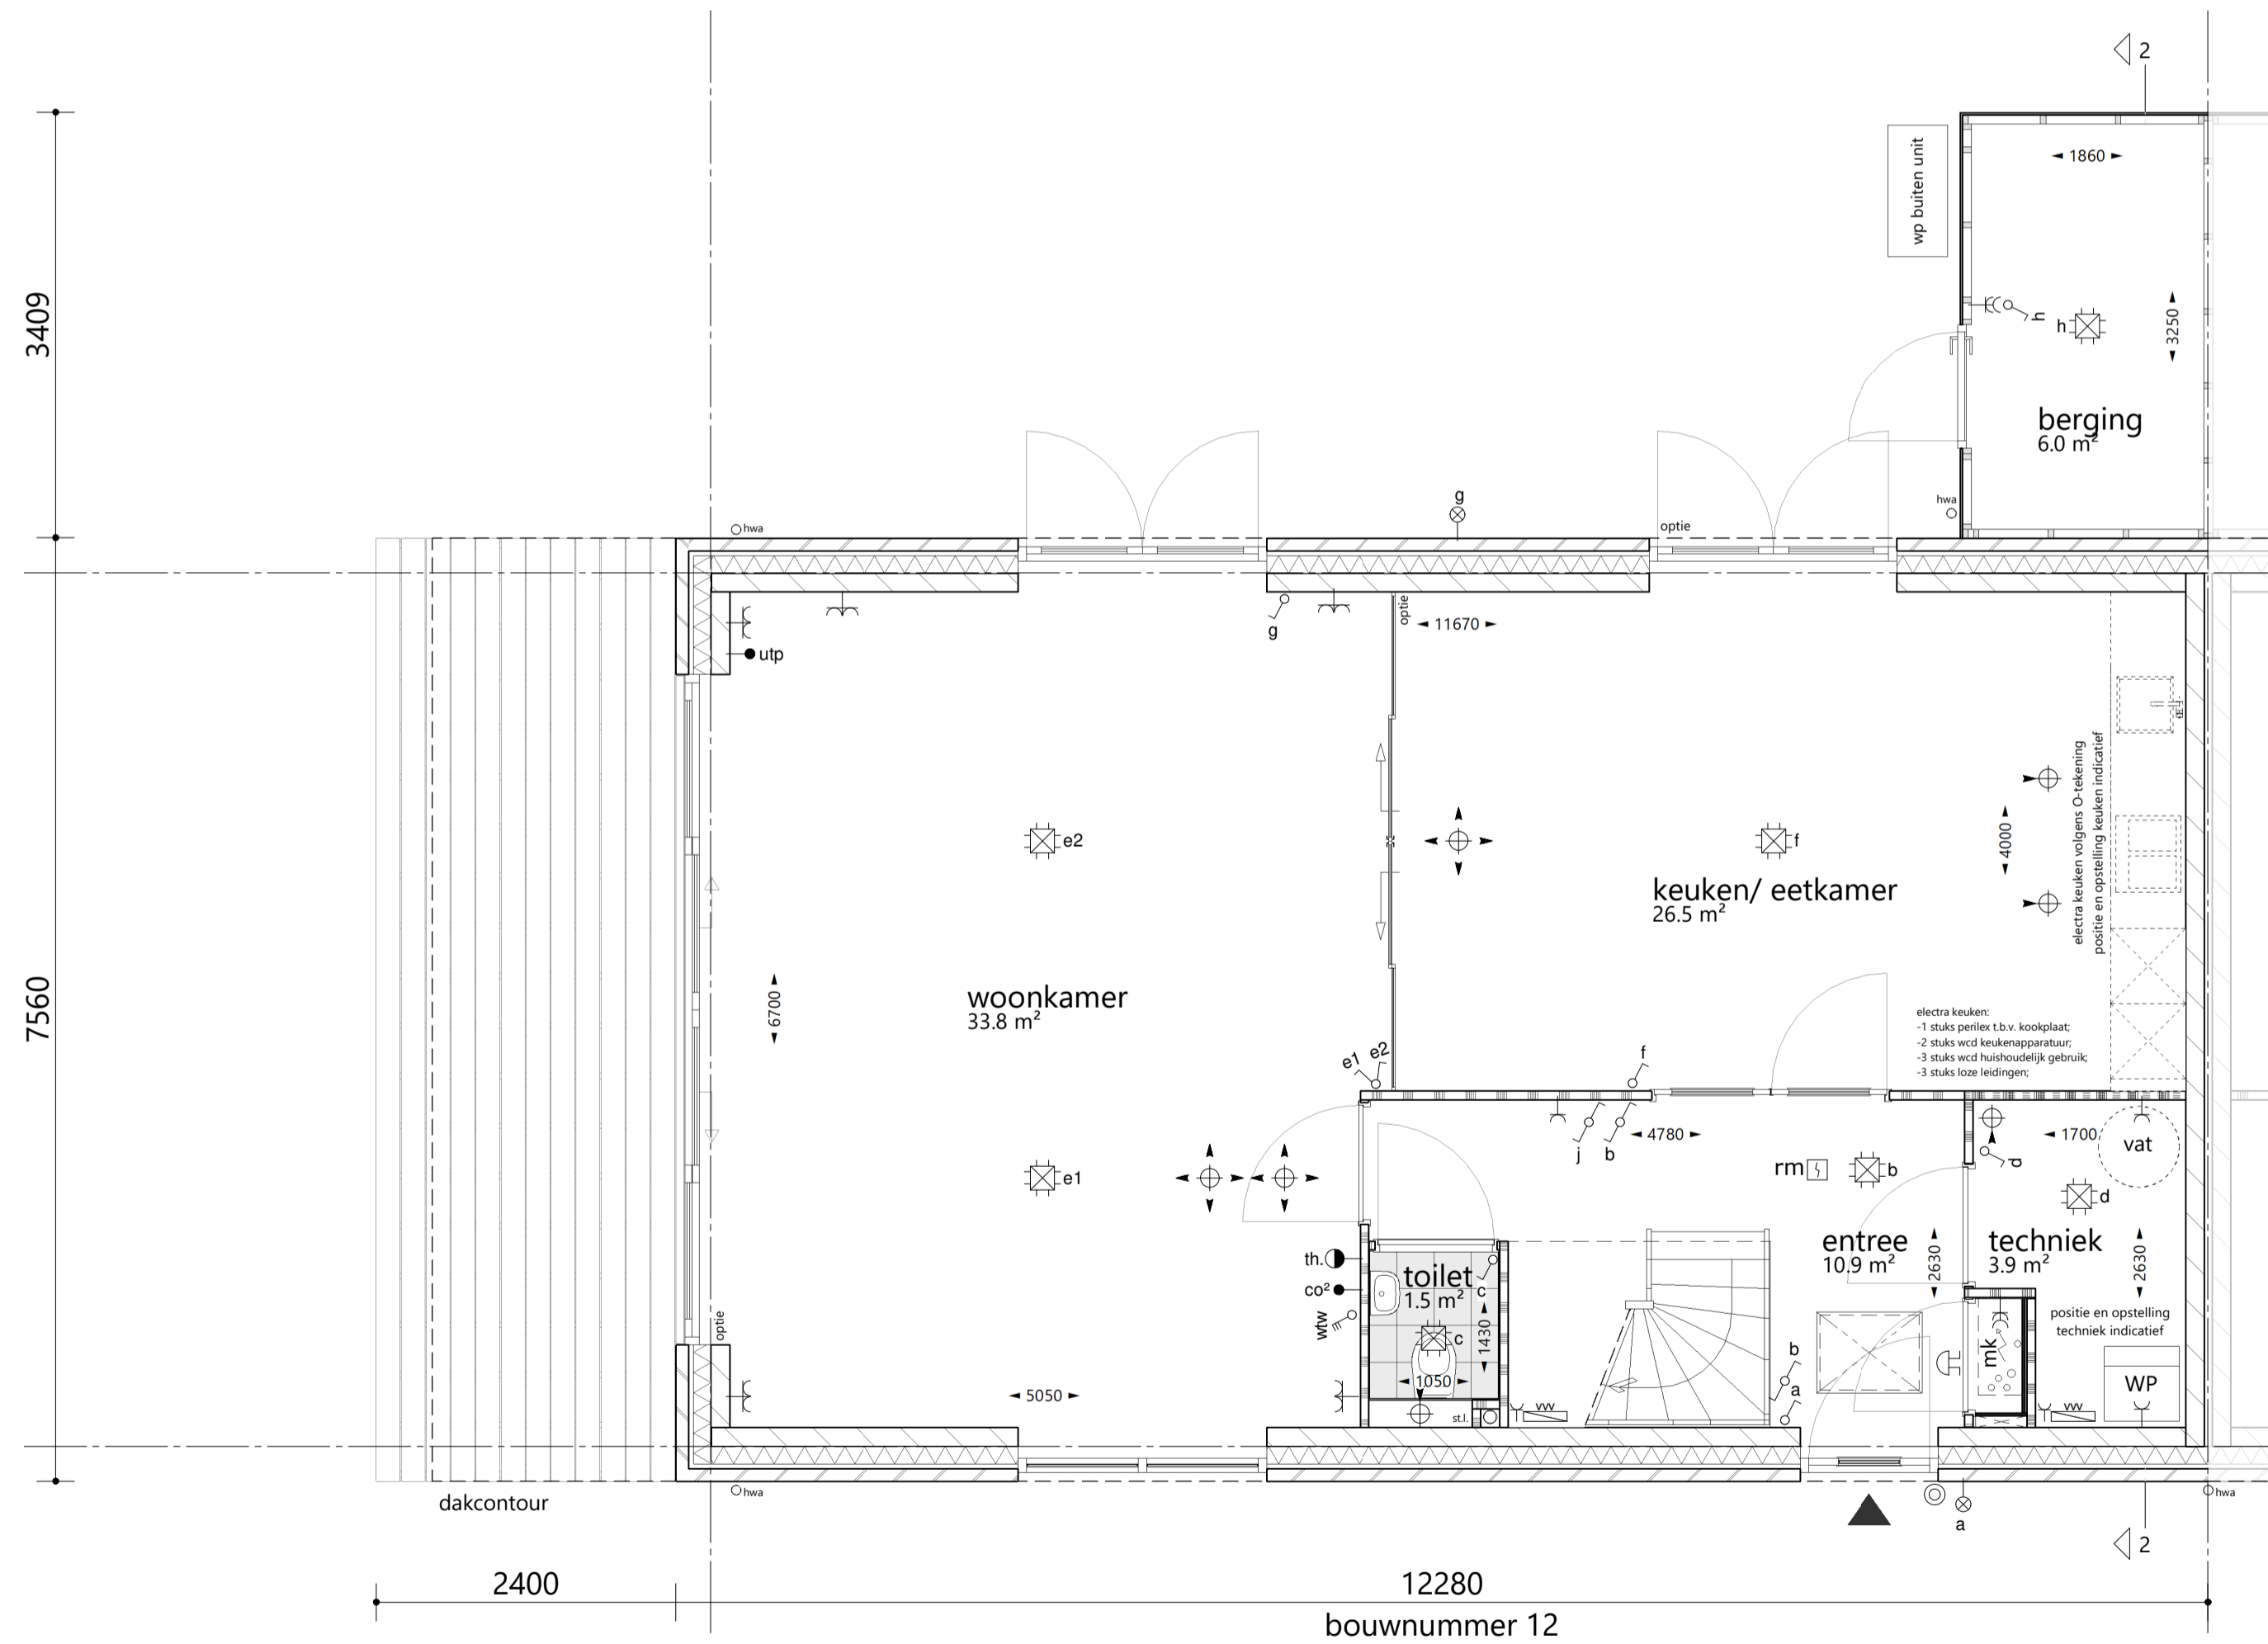 2
1860
wp buiten unit
3409
3250
h
h
berging
6.0 m²
g
hwa
hwa
optie
g
optie
11670
utp
e2
f
4000
electra keuken volgens O-tekening
positie en opstelling keuken indicatief
keuken/ eetkamer
26.5 m²
7560
6700
woonkamer
33.8 m²
electra keuken:
-1 stuks perilex t.b.v. kookplaat;
-2 stuks wcd keukenapparatuur;
-3 stuks wcd huishoudelijk gebruik;
-3 stuks loze leidingen;
e1 e2
f
j b
4780
1700
vat
d
rm
b
d
e1
entree
10.9 m²
2630
techniek
3.9 m²
2630
th.
co²
wtw
toilet
1.5 m²
c
c
1430
1050
st.l.
optie
positie en opstelling
techniek indicatief
mk
b
a
WP
5050
hwa
dakcontour
a
hwa
2
2400
12280
bouwnummer 12